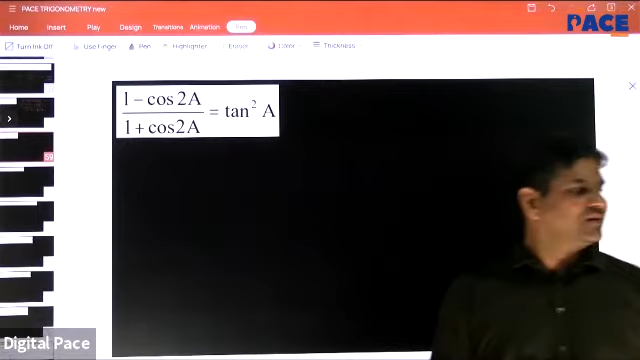 PACE TRIGONOMETRY new
PACE
Home Insert Play Design Transitions Animation Pen
Turn Ink Off Use Finger Pen Highlighter Eraser Color Thickness
1 − cos 2A
1 + cos2A
= tan² A
59
Digital Pace